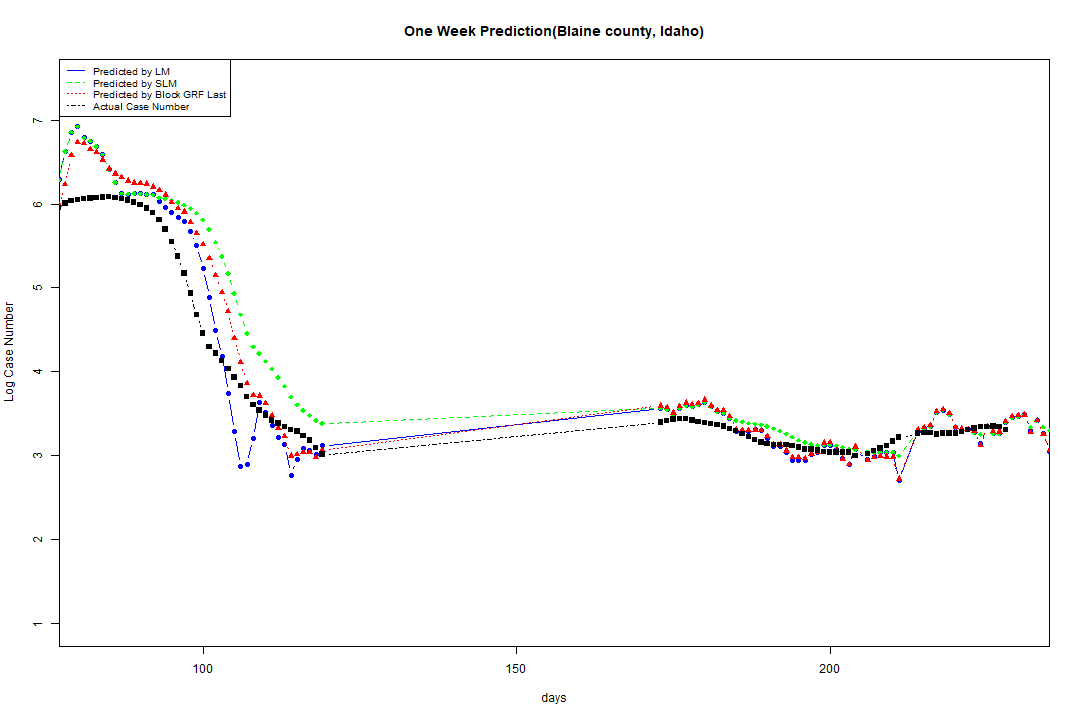 One Week Prediction(Blaine county, Idaho)
Predicted by LM
Predicted by SLM
Predicted by Block GRF Last
Actual Case Number
7
6
5
4
3
2
1
Log Case Number
100 150 200
days